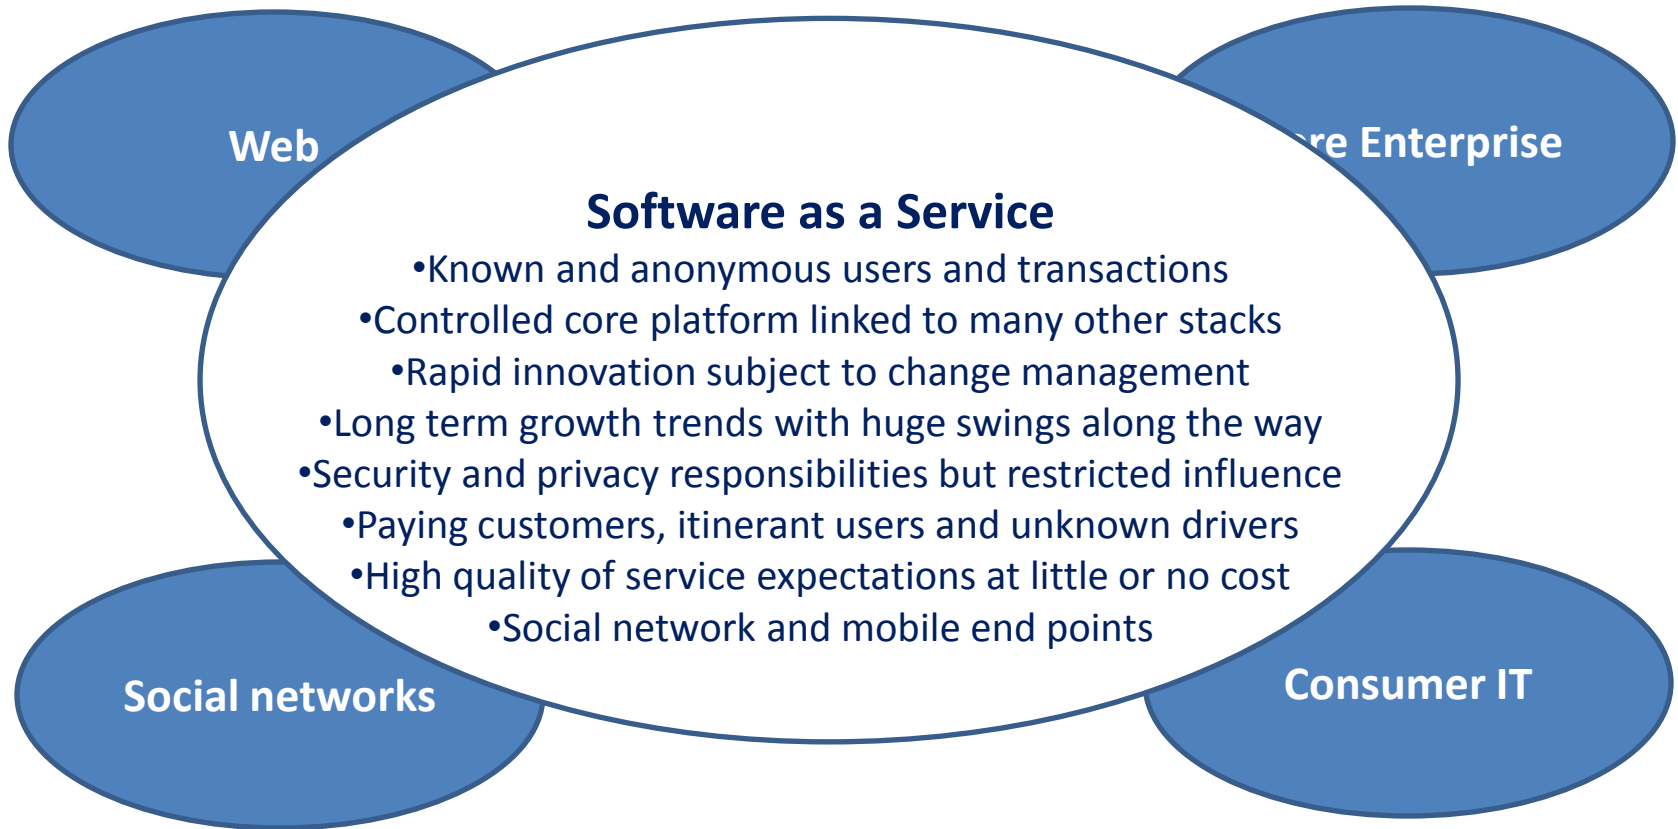 Web
re Enterprise
Software as a Service
•Known and anonymous users and transactions
•Controlled core platform linked to many other stacks
•Rapid innovation subject to change management
•Long term growth trends with huge swings along the way
•Security and privacy responsibilities but restricted influence
•Paying customers, itinerant users and unknown drivers
•High quality of service expectations at little or no cost
•Social network and mobile end points
Social networks
Consumer IT